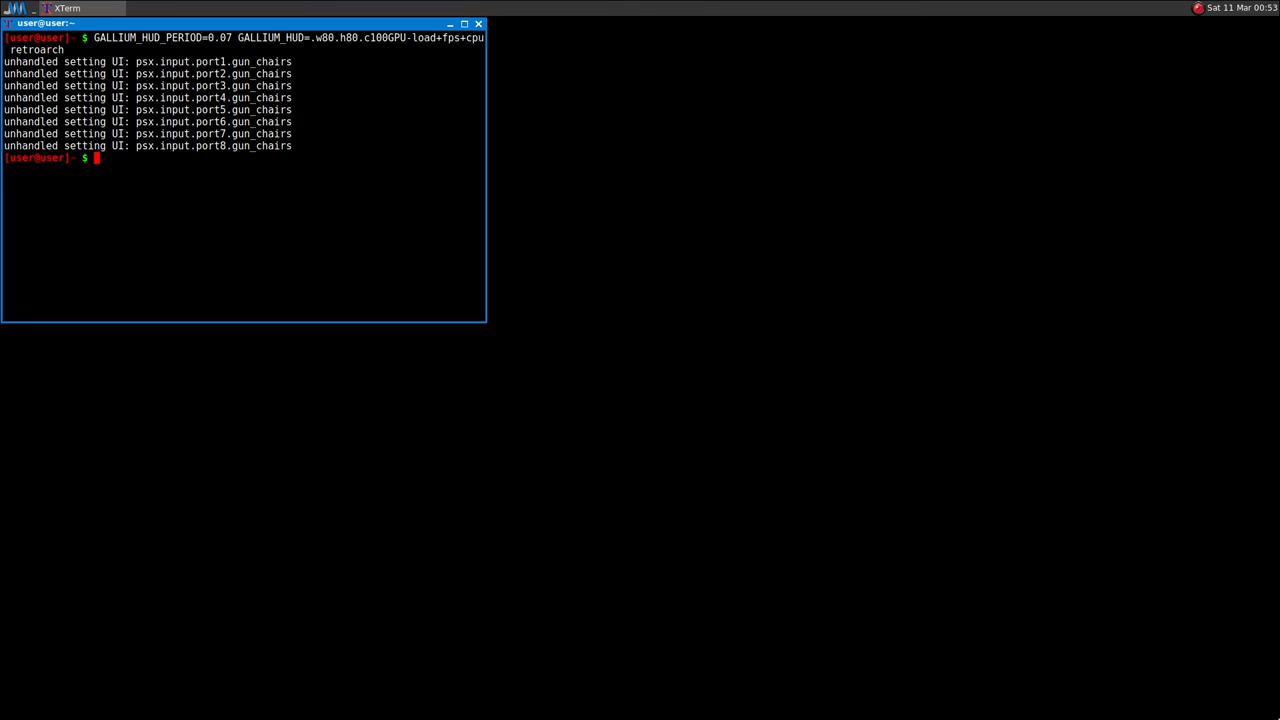 XTerm
Sat 11 Mar 00:53
user@user:~
[user@user]~ $ GALLIUM_HUD_PERIOD=0.07 GALLIUM_HUD=.w80.h80.c100GPU-load+fps+cpu
retroarch
unhandled setting UI: psx.input.port1.gun_chairs
unhandled setting UI: psx.input.port2.gun_chairs
unhandled setting UI: psx.input.port3.gun_chairs
unhandled setting UI: psx.input.port4.gun_chairs
unhandled setting UI: psx.input.port5.gun_chairs
unhandled setting UI: psx.input.port6.gun_chairs
unhandled setting UI: psx.input.port7.gun_chairs
unhandled setting UI: psx.input.port8.gun_chairs
[user@user]~ $